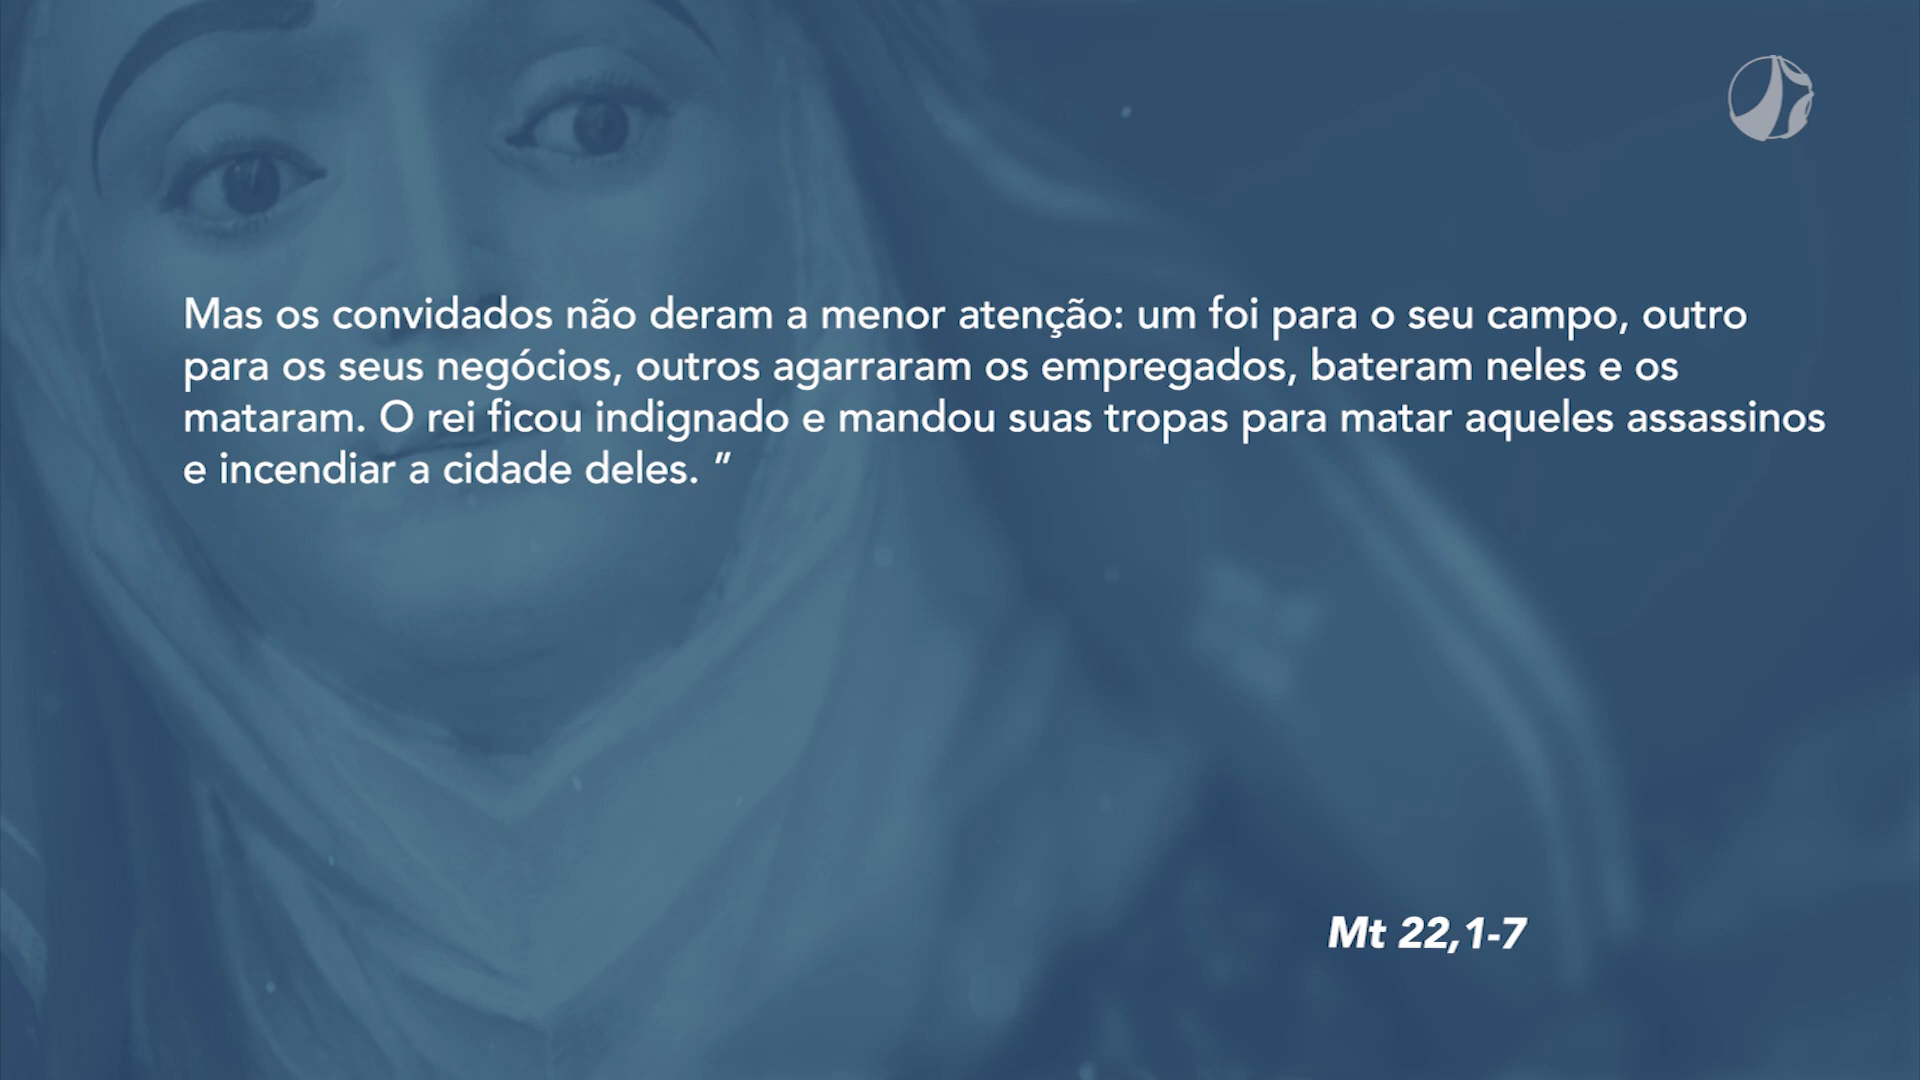 Mas os convidados não deram a menor atenção: um foi para o seu campo, outro
para os seus negócios, outros agarraram os empregados, bateram neles e os
mataram. O rei ficou indignado e mandou suas tropas para matar aqueles assassinos
e incendiar a cidade deles. ”
Mt 22,1-7